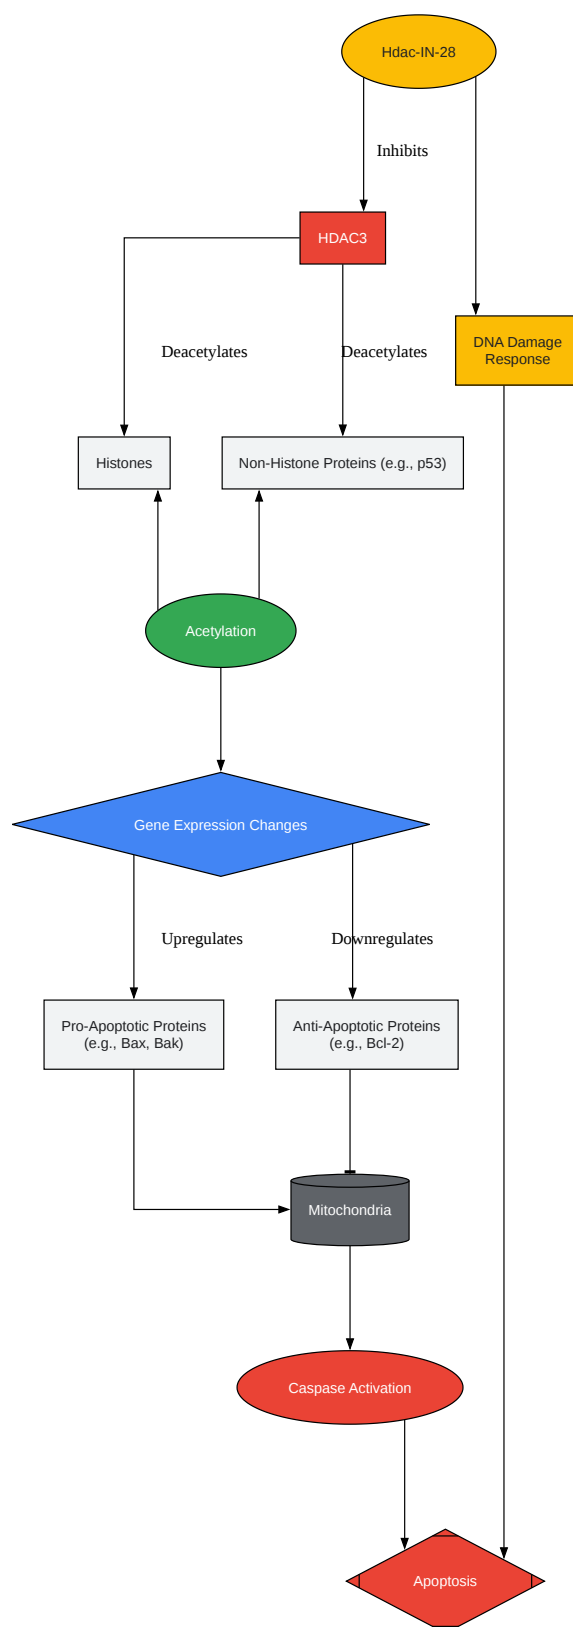 Hdac-IN-28
Inhibits
HDAC3
DNA Damage
Response
Deacetylates
Deacetylates
Histones
Non-Histone Proteins (e.g., p53)
Acetylation
Gene Expression Changes
Upregulates
Downregulates
Pro-Apoptotic Proteins
(e.g., Bax, Bak)
Anti-Apoptotic Proteins
(e.g., Bcl-2)
Mitochondria
Caspase Activation
Apoptosis